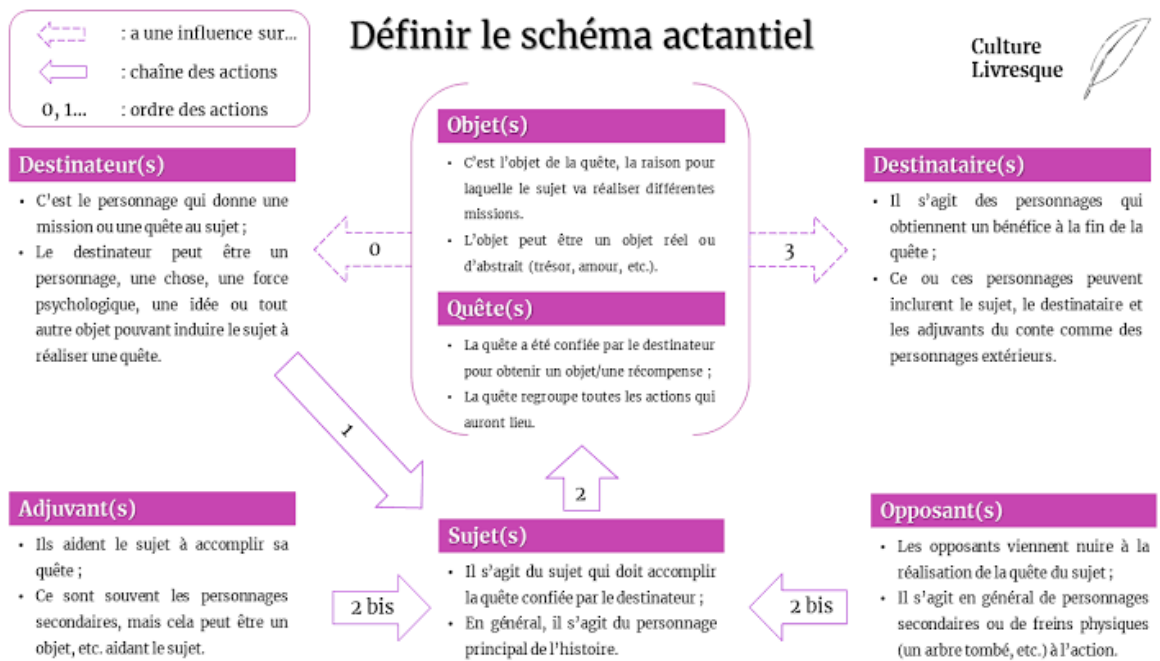 : a une influence sur...
: chaîne des actions
0, 1... : ordre des actions
Définir le schéma actantiel
Culture
Livresque
Objet(s)
• C'est l'objet de la quête, la raison pour
laquelle le sujet va réaliser différentes
missions.
• L'objet peut être un objet réel ou
d'abstrait (trésor, amour, etc.).
Quête(s)
• La quête a été confiée par le destinateur
pour obtenir un objet/une récompense ;
• La quête regroupe toutes les actions qui
auront lieu.
Destinateur(s)
• C'est le personnage qui donne une
mission ou une quête au sujet ;
• Le destinateur peut être un
personnage, une chose, une force
psychologique, une idée ou tout
autre objet pouvant induire le sujet à
réaliser une quête.
0
3
Destinataire(s)
• Il s'agit des personnages qui
obtiennent un bénéfice à la fin de la
quête ;
• Ce ou ces personnages peuvent
inclurent le sujet, le destinataire et
les adjuvants du conte comme des
personnages extérieurs.
1
2
Adjuvant(s)
• Ils aident le sujet à accomplir sa
quête ;
• Ce sont souvent les personnages
secondaires, mais cela peut être un
objet, etc. aidant le sujet.
2 bis
Sujet(s)
• Il s'agit du sujet qui doit accomplir
la quête confiée par le destinateur ;
• En général, il s'agit du personnage
principal de l'histoire.
2 bis
Opposant(s)
• Les opposants viennent nuire à la
réalisation de la quête du sujet ;
• Il s'agit en général de personnages
secondaires ou de freins physiques
(un arbre tombé, etc.) à l'action.